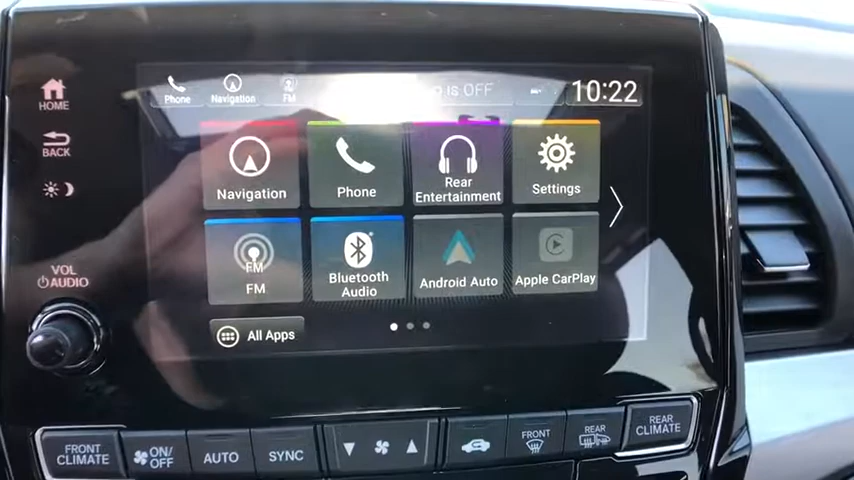 HOME
BACK
VOL
AUDIO
Phone
Navigation
FM
is OFF
10:22
Navigation
Phone
Rear
Entertainment
Settings
FM
FM
Bluetooth
Audio
Android Auto
Apple CarPlay
All Apps
FRONT
CLIMATE
ON/
OFF
AUTO
SYNC
FRONT
REAR
REAR
CLIMATE